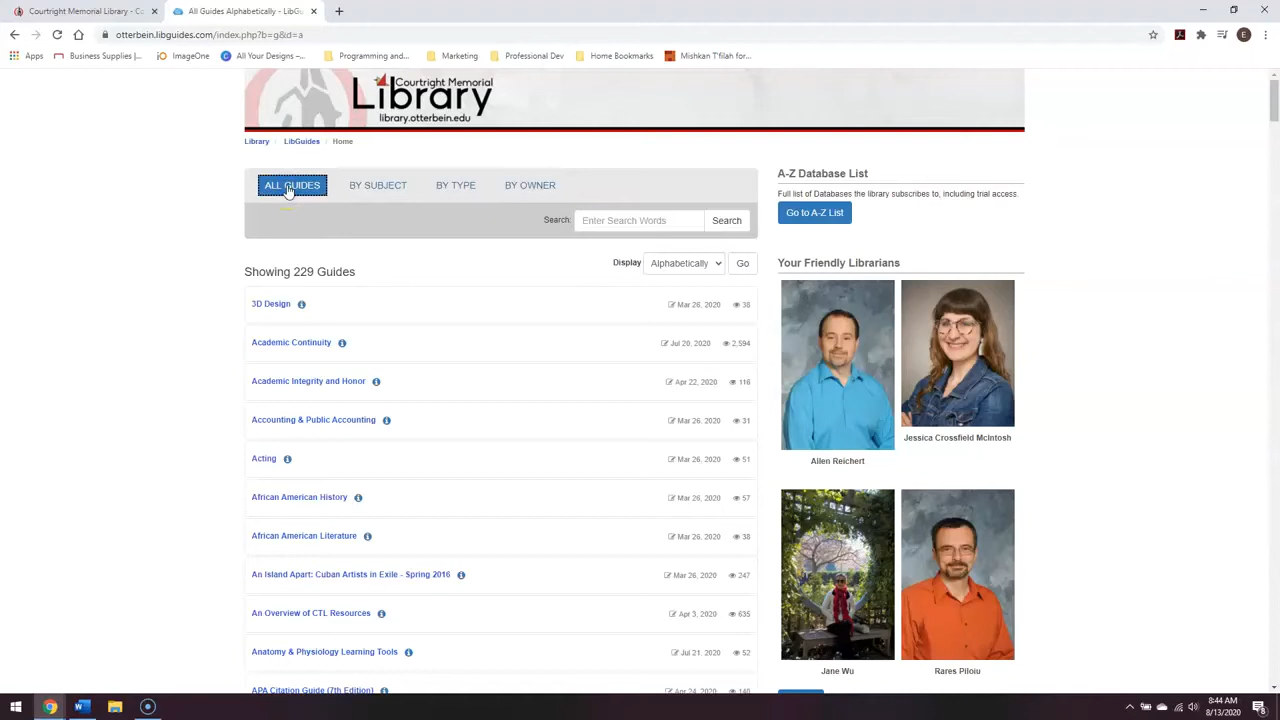 All Guides - Courtright Memori
LibGuides
otterbein.libguides.com/index.php?b=g&d=a
E
Apps
Business Supplies |...
ImageOne
All Your Designs...
Programming and...
Marketing
Professional Dev
Home Bookmarks
Mishkan T'filah for...
Courtright Memorial
Library
library.otterbein.edu
Library / LibGuides / Home
ALL GUIDES
BY SUBJECT
BY TYPE
BY OWNER
Search:
Enter Search Words
Search
Showing 229 Guides
Display
Alphabetically
Go
3D Design
Mar 26, 2020
38
Academic Continuity
Jul 20, 2020
2,594
Academic Integrity and Honor
Apr 22, 2020
116
Accounting & Public Accounting
Mar 26, 2020
31
Acting
Mar 26, 2020
51
African American History
Mar 26, 2020
57
African American Literature
Mar 26, 2020
38
An Island Apart: Cuban Artists in Exile - Spring 2016
Mar 26, 2020
247
An Overview of CTL Resources
Apr 3, 2020
635
Anatomy & Physiology Learning Tools
Jul 21, 2020
52
APA Citation Guide (7th Edition)
Apr 24, 2020
140
A-Z Database List
Full list of Databases the library subscribes to, including trial access.
Go to A-Z List
Your Friendly Librarians
Allen Reichert
Jessica Crossfield McIntosh
Jane Wu
Rares Piloiu
8:44 AM
8/13/2020